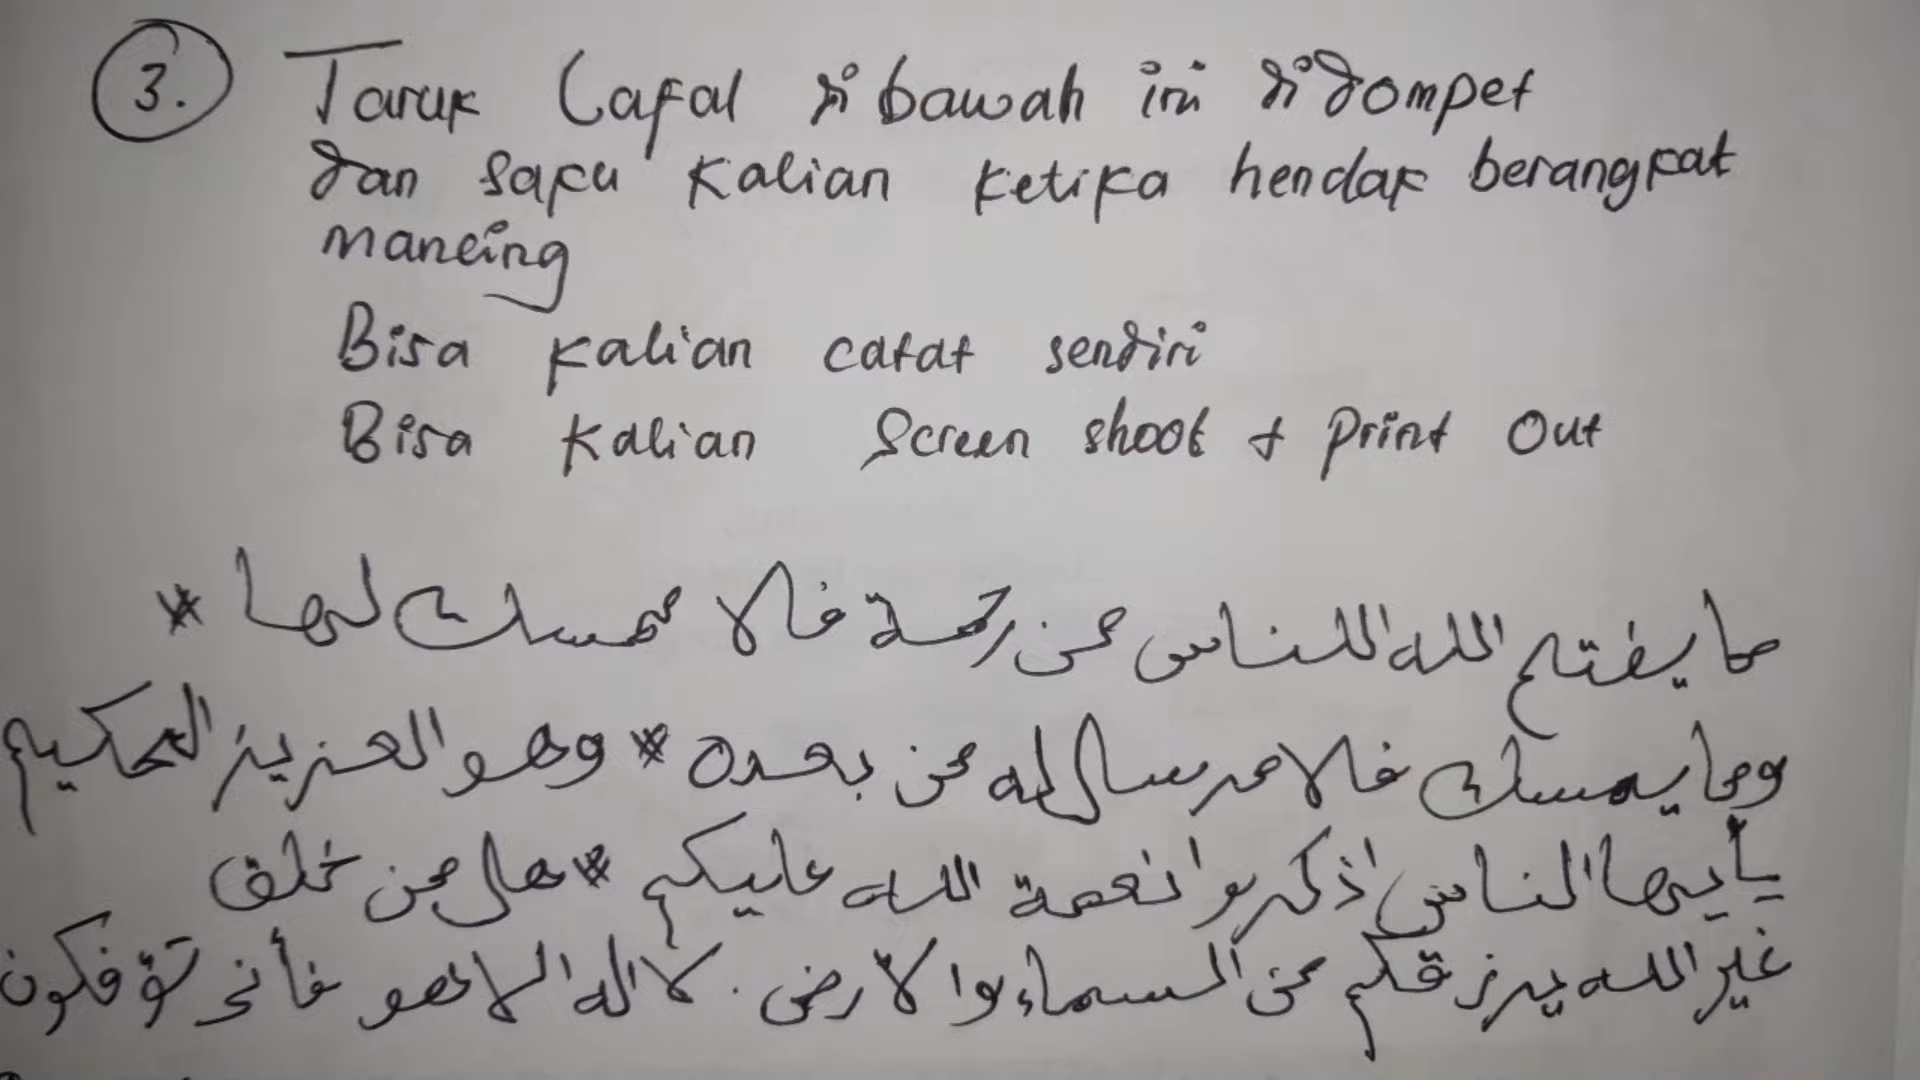 3. Taruk Lafal di bawah ini di dompet
dan saku kalian ketika hendak berangkat
mancing
Bisa kalian catat sendiri
Bisa kalian Screen shoot + Print Out
ما يفتح الله للناس من رحمة فلا ممسك لها *
وما يمسك فلا مرسل له من بعده * وهو العزيز الحكيم
يأيها الناس اذكروا نعمة الله عليكم * هل من خلق
غير الله يرزقكم من السماء والأرض . لا اله الا هو فأنى تؤفكون